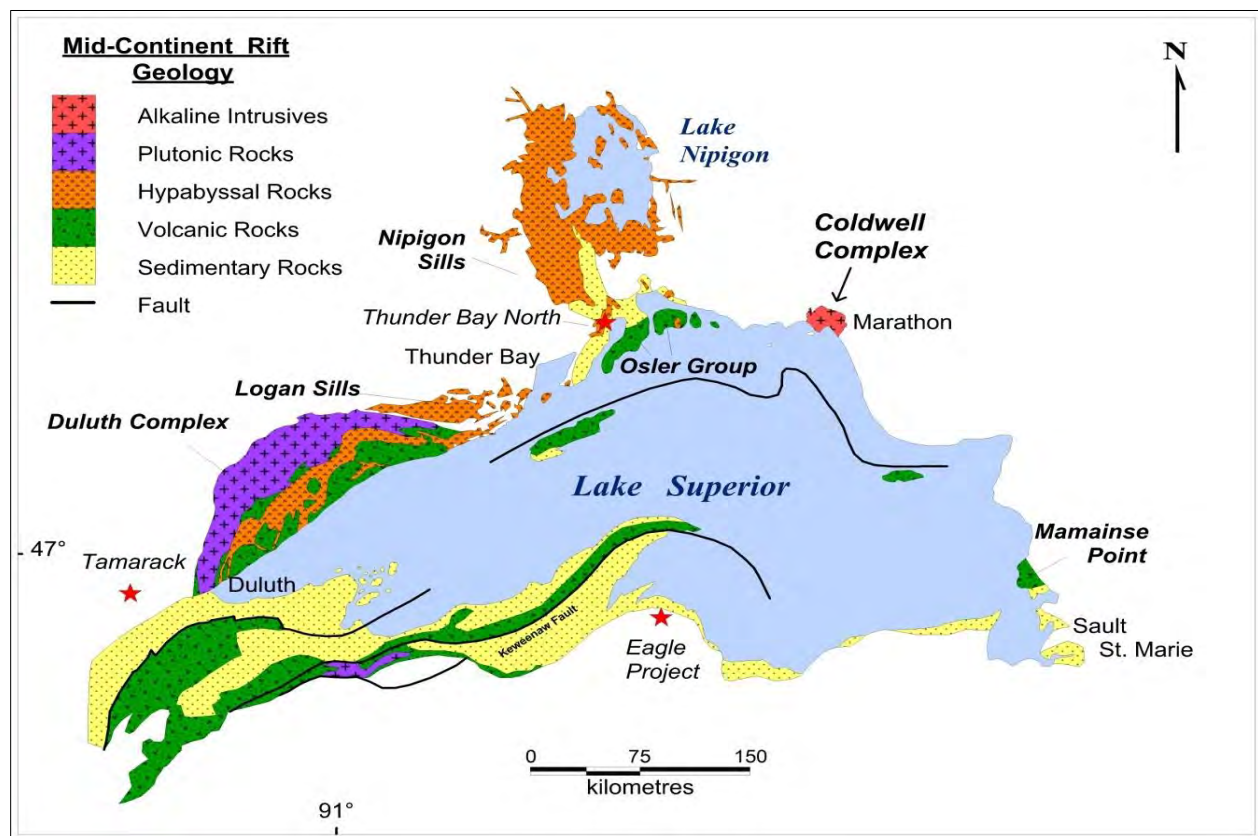 Mid-Continent Rift
Geology
Alkaline Intrusives
Plutonic Rocks
Hypabyssal Rocks
Volcanic Rocks
Sedimentary Rocks
Fault
N
Lake
Nipigon
Nipigon
Sills
Coldwell
Complex
Thunder Bay North
Marathon
Thunder Bay
Osler Group
Logan Sills
Duluth Complex
Lake Superior
47°
Tamarack
Duluth
Mamainse
Point
Keweenaw Fault
Eagle
Project
Sault
St. Marie
0 75 150
kilometres
91°